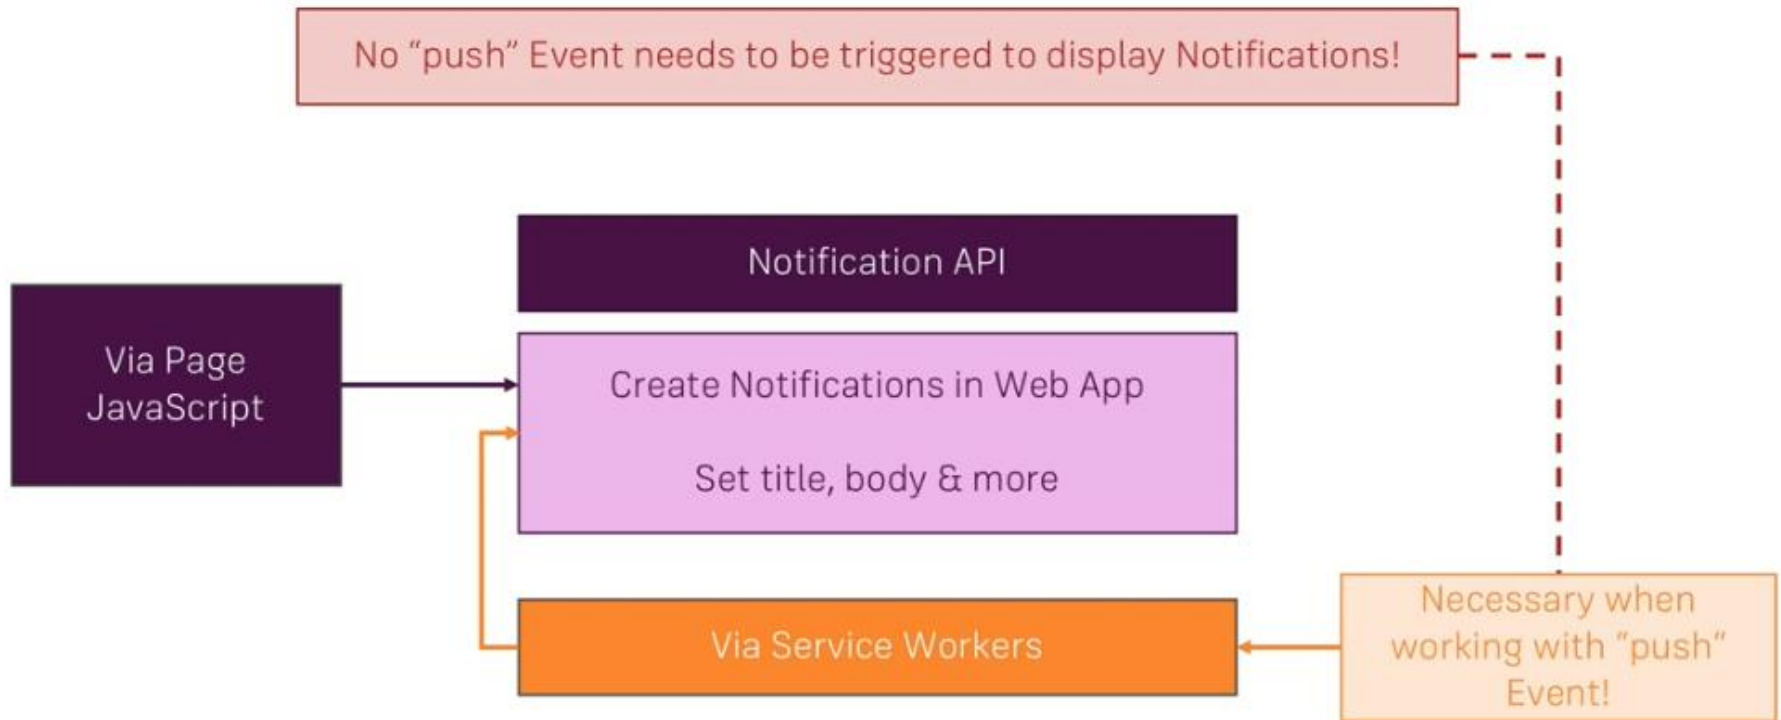 No “push” Event needs to be triggered to display Notifications!
Notification API
Via Page
JavaScript
Create Notifications in Web App
Set title, body & more
Via Service Workers
Necessary when
working with “push”
Event!